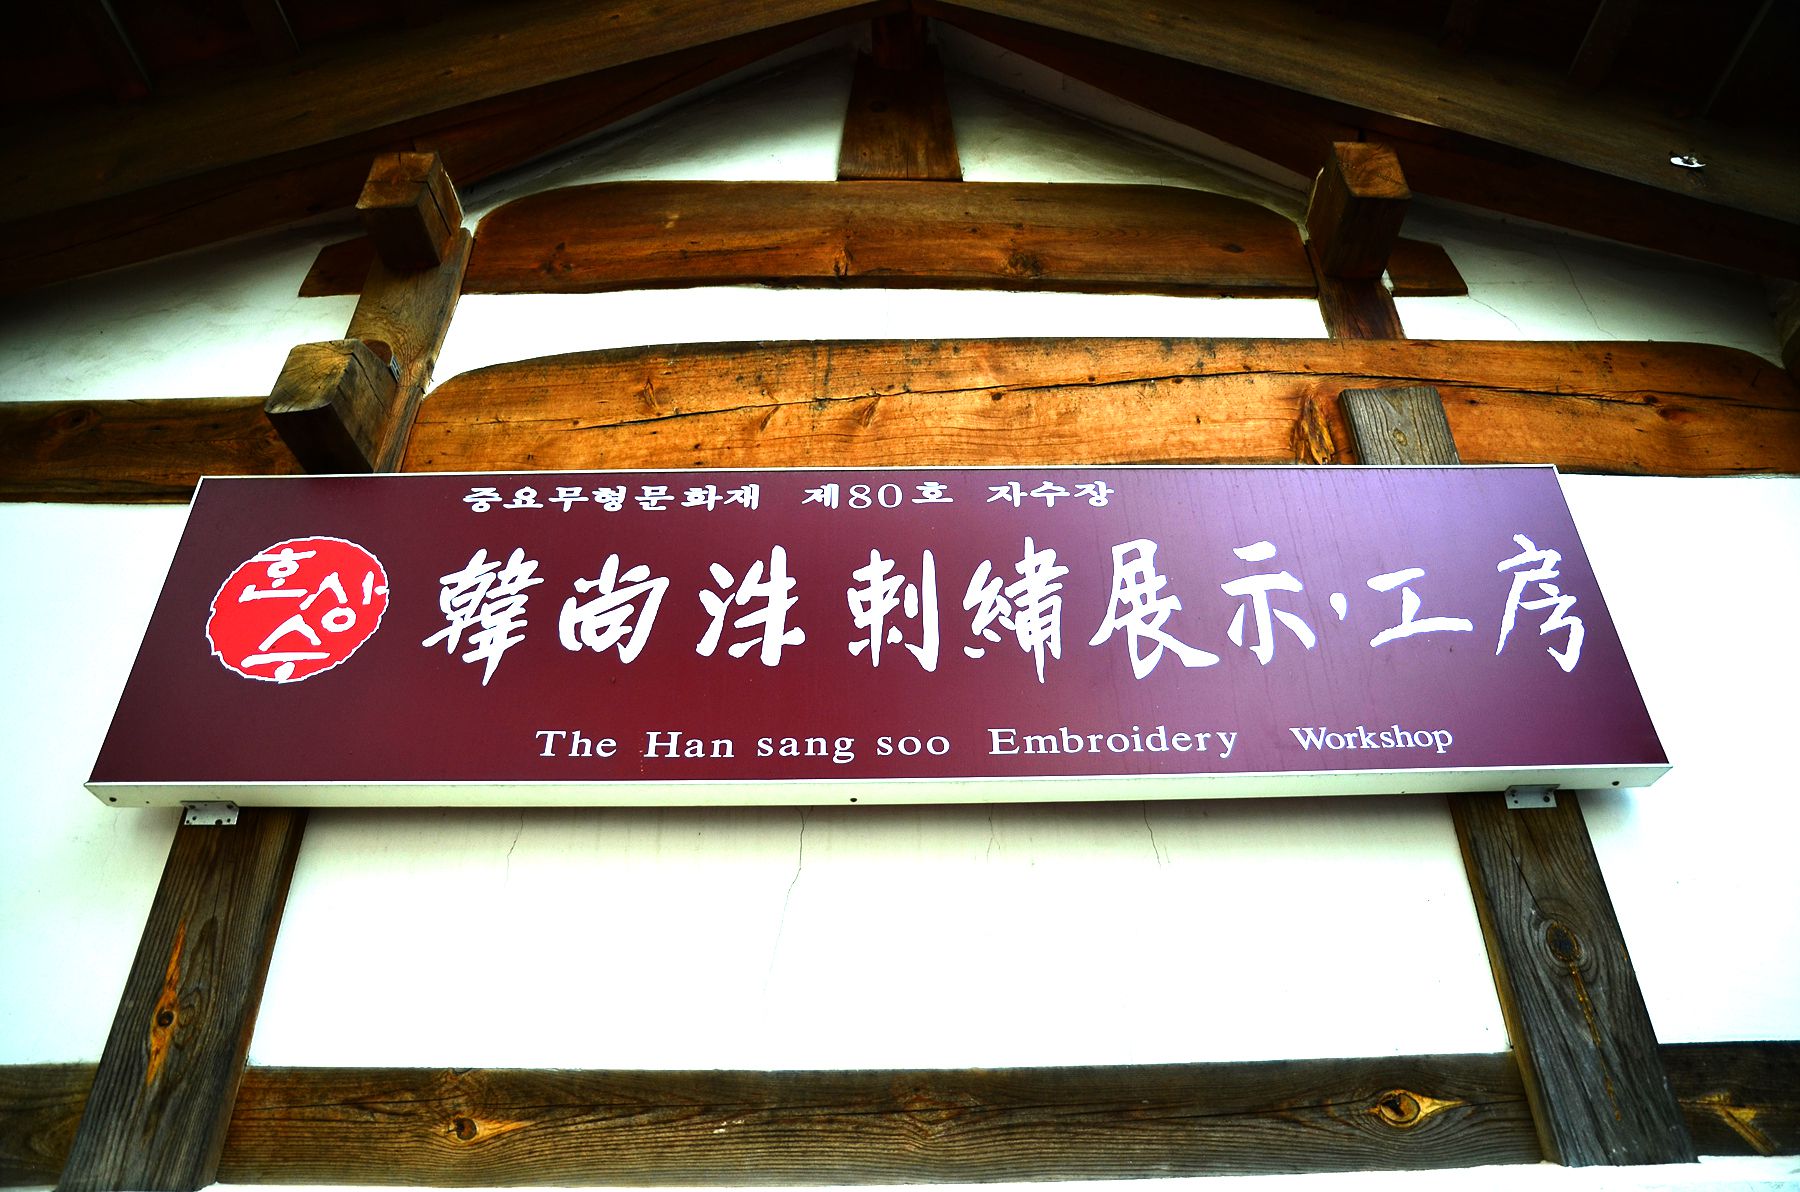 중요무형문화재 제80호 자수장
한상수
韓尚洙刺繡展示·工房
The Han sang soo Embroidery Workshop